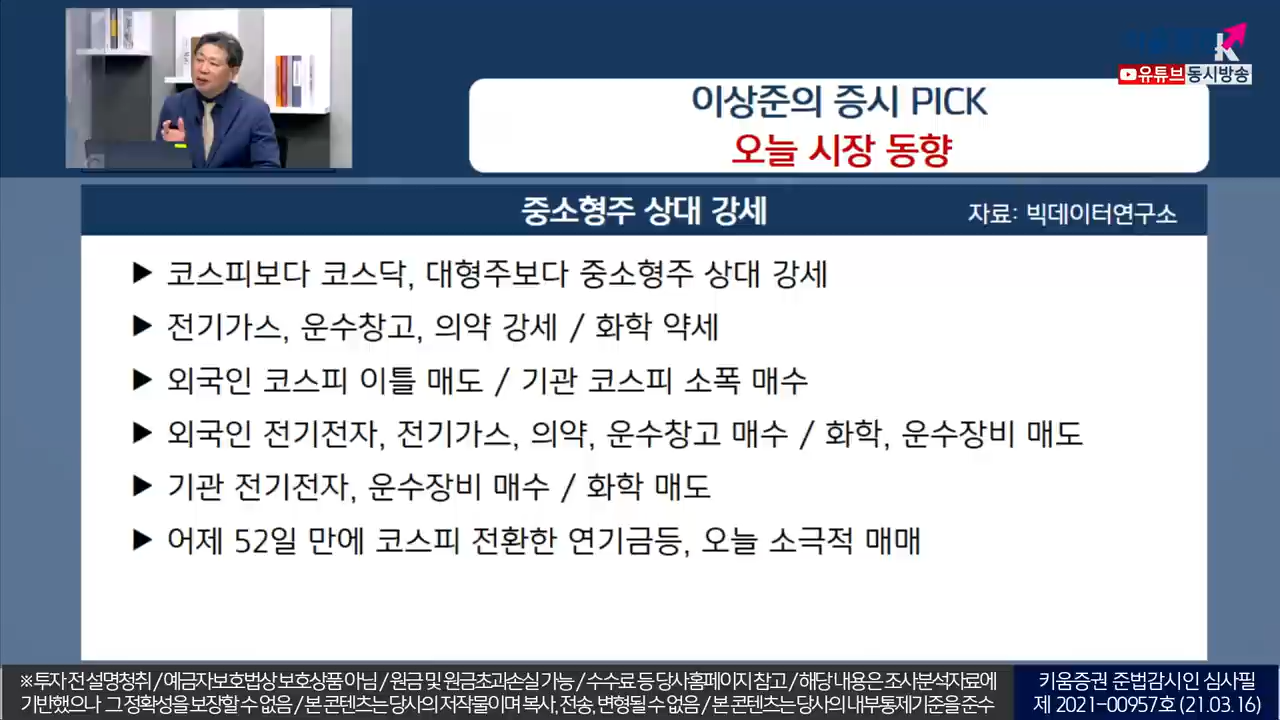 키움증권
유튜브동시방송
이상준의 증시 PICK
오늘 시장 동향
중소형주 상대 강세
자료: 빅데이터연구소
▶ 코스피보다 코스닥, 대형주보다 중소형주 상대 강세
▶ 전기가스, 운수창고, 의약 강세 / 화학 약세
▶ 외국인 코스피 이틀 매도 / 기관 코스피 소폭 매수
▶ 외국인 전기전자, 전기가스, 의약, 운수창고 매수 / 화학, 운수장비 매도
▶ 기관 전기전자, 운수장비 매수 / 화학 매도
▶ 어제 52일 만에 코스피 전환한 연기금등, 오늘 소극적 매매
※투자 전 설명청취 / 예금자보호법상 보호상품 아님 / 원금 및 원금초과손실 가능 / 수수료 등 당사홈페이지 참고 / 해당 내용은 조사분석자료에
기반했으나 그 정확성을 보장할 수 없음 / 본 콘텐츠는 당사의 저작물이며 복사, 전송, 변형될 수 없음 / 본 콘텐츠는 당사의 내부통제기준을 준수
키움증권 준법감시인 심사필
제 2021-00957호 (21.03.16)